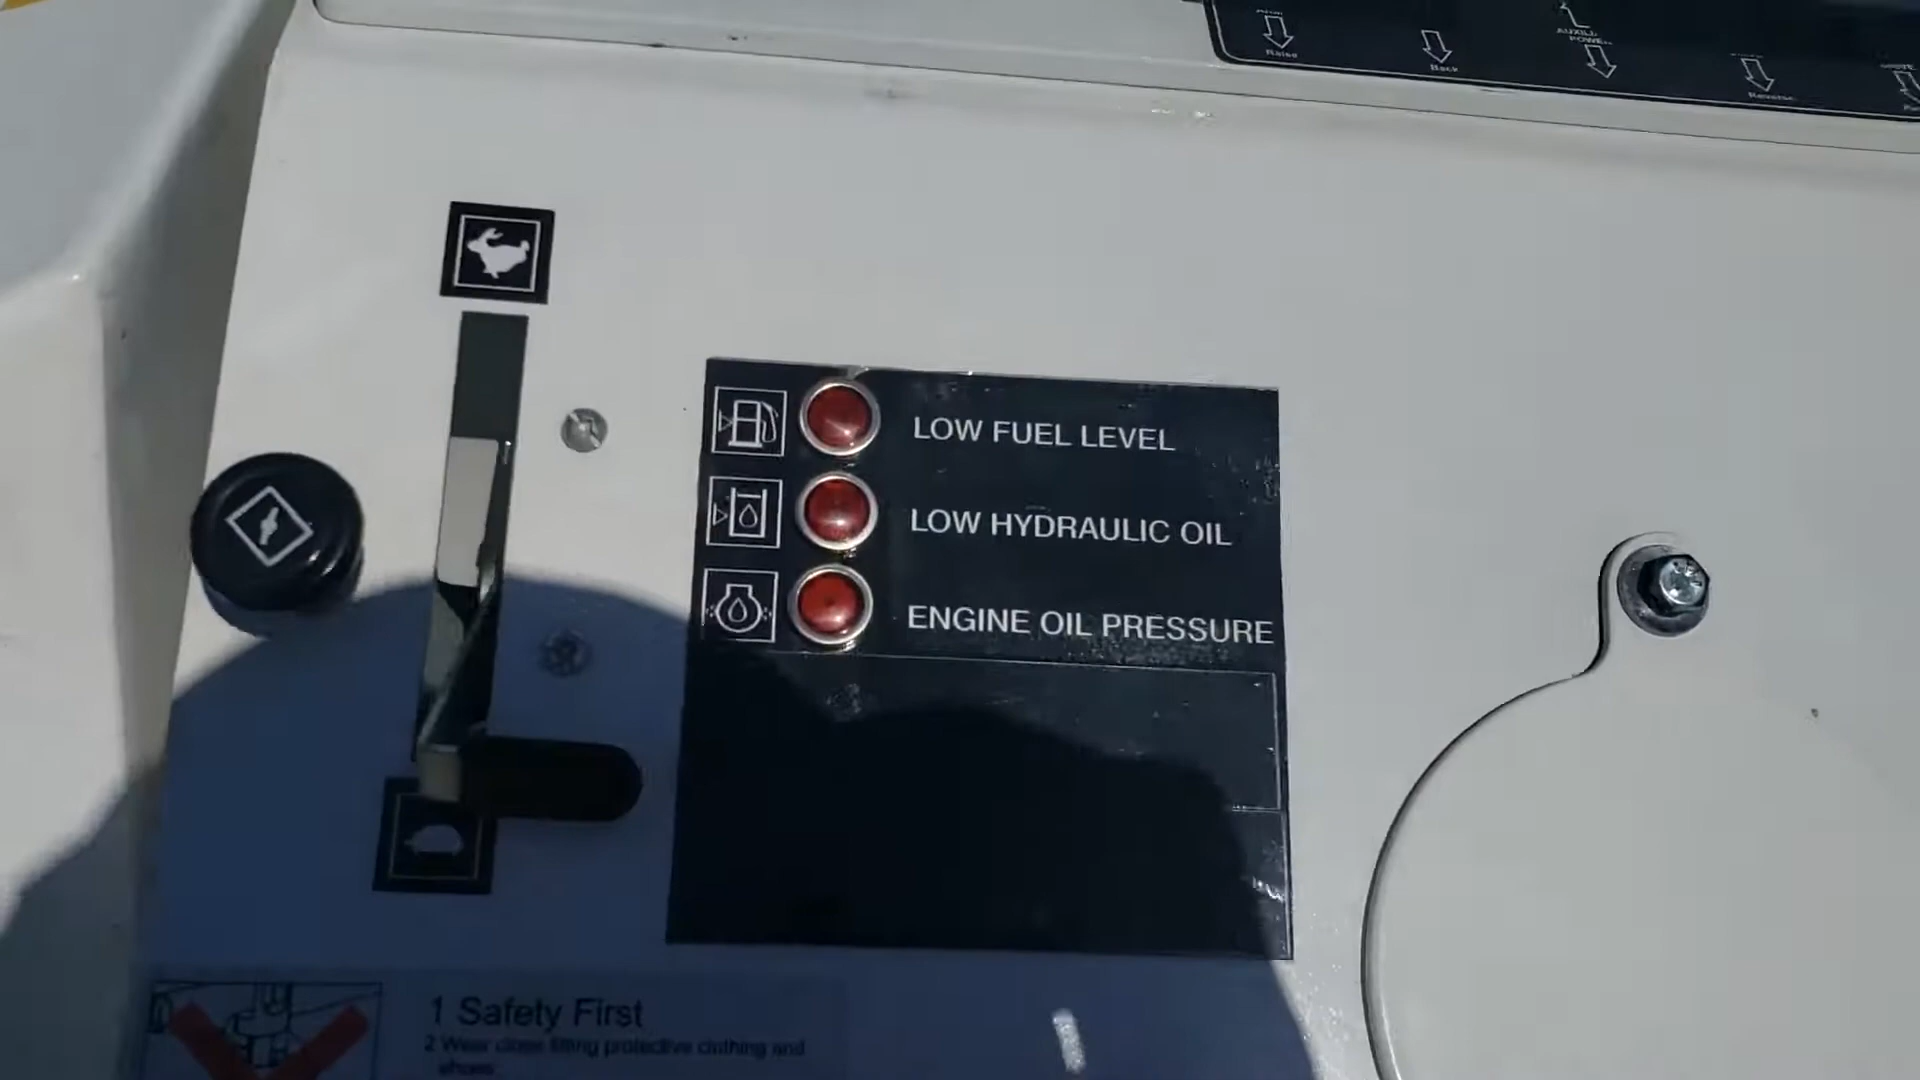 Raise
Back
Reverse
LOW FUEL LEVEL
LOW HYDRAULIC OIL
ENGINE OIL PRESSURE
1 Safety First
2 Wear close fitting protective clothing and
shoes